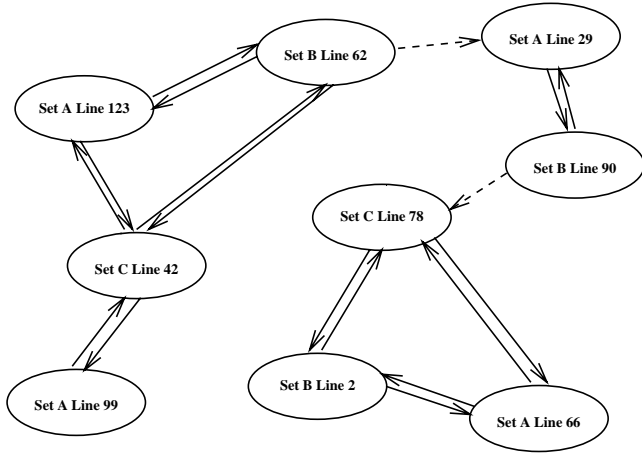 Set B Line 62
Set A Line 29
Set A Line 123
Set B Line 90
Set C Line 78
Set C Line 42
Set B Line 2
Set A Line 99
Set A Line 66